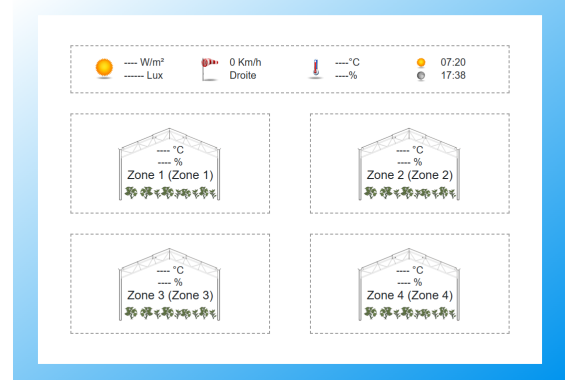 ---- W/m² 0 Km/h ----°C 07:20
------ Lux Droite ----% 17:38
---- °C
---- %
Zone 1 (Zone 1)
---- °C
---- %
Zone 2 (Zone 2)
---- °C
---- %
Zone 3 (Zone 3)
---- °C
---- %
Zone 4 (Zone 4)